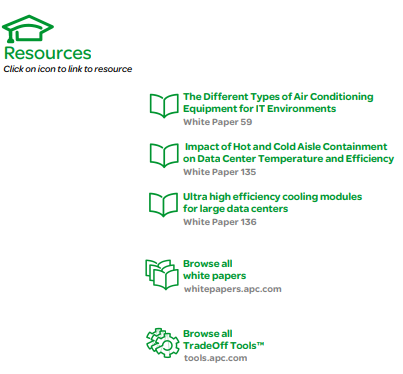 Resources
Click on icon to link to resource
The Different Types of Air Conditioning
Equipment for IT Environments
White Paper 59
Impact of Hot and Cold Aisle Containment
on Data Center Temperature and Efficiency
White Paper 135
Ultra high efficiency cooling modules
for large data centers
White Paper 136
Browse all
white papers
whitepapers.apc.com
Browse all
TradeOff Tools™
tools.apc.com